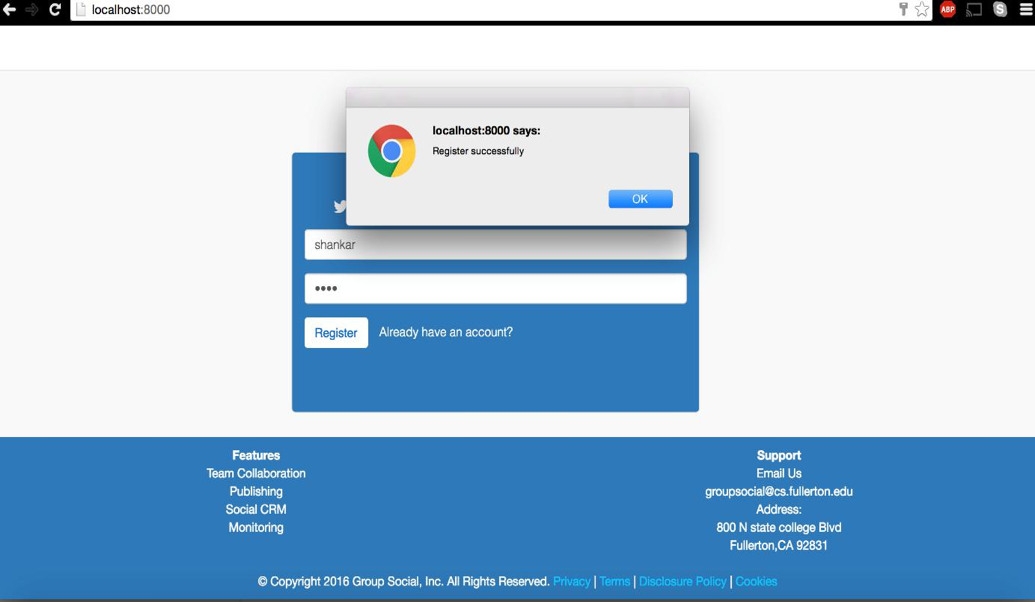 localhost:8000
ABP
S
localhost:8000 says:
Register successfully
OK
shankar
••••
Register Already have an account?
Features
Team Collaboration
Publishing
Social CRM
Monitoring
Support
Email Us
groupsocial@cs.fullerton.edu
Address:
800 N state college Blvd
Fullerton,CA 92831
© Copyright 2016 Group Social, Inc. All Rights Reserved. Privacy | Terms | Disclosure Policy | Cookies